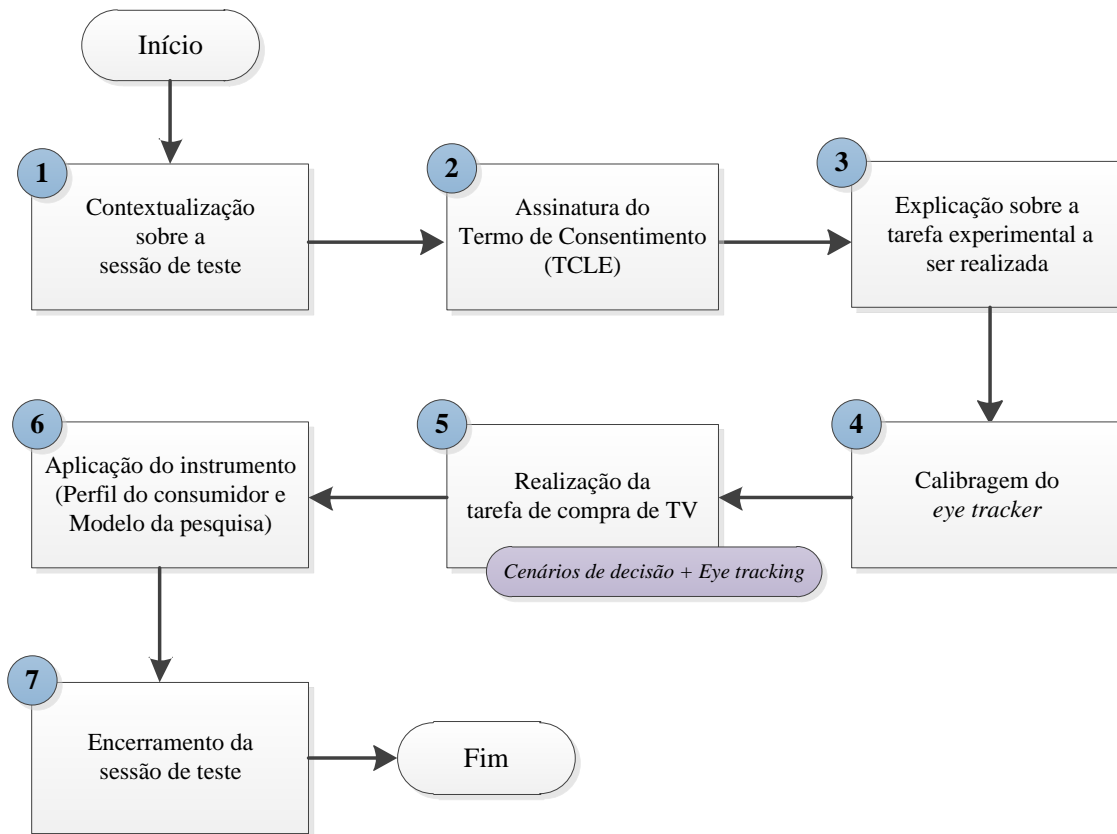 Início
1
Contextualização
sobre a
sessão de teste
2
Assinatura do
Termo de Consentimento
(TCLE)
3
Explicação sobre a
tarefa experimental a
ser realizada
4
Calibragem do
eye tracker
5
Realização da
tarefa de compra de TV
Cenários de decisão + Eye tracking
6
Aplicação do instrumento
(Perfil do consumidor e
Modelo da pesquisa)
7
Encerramento da
sessão de teste
Fim